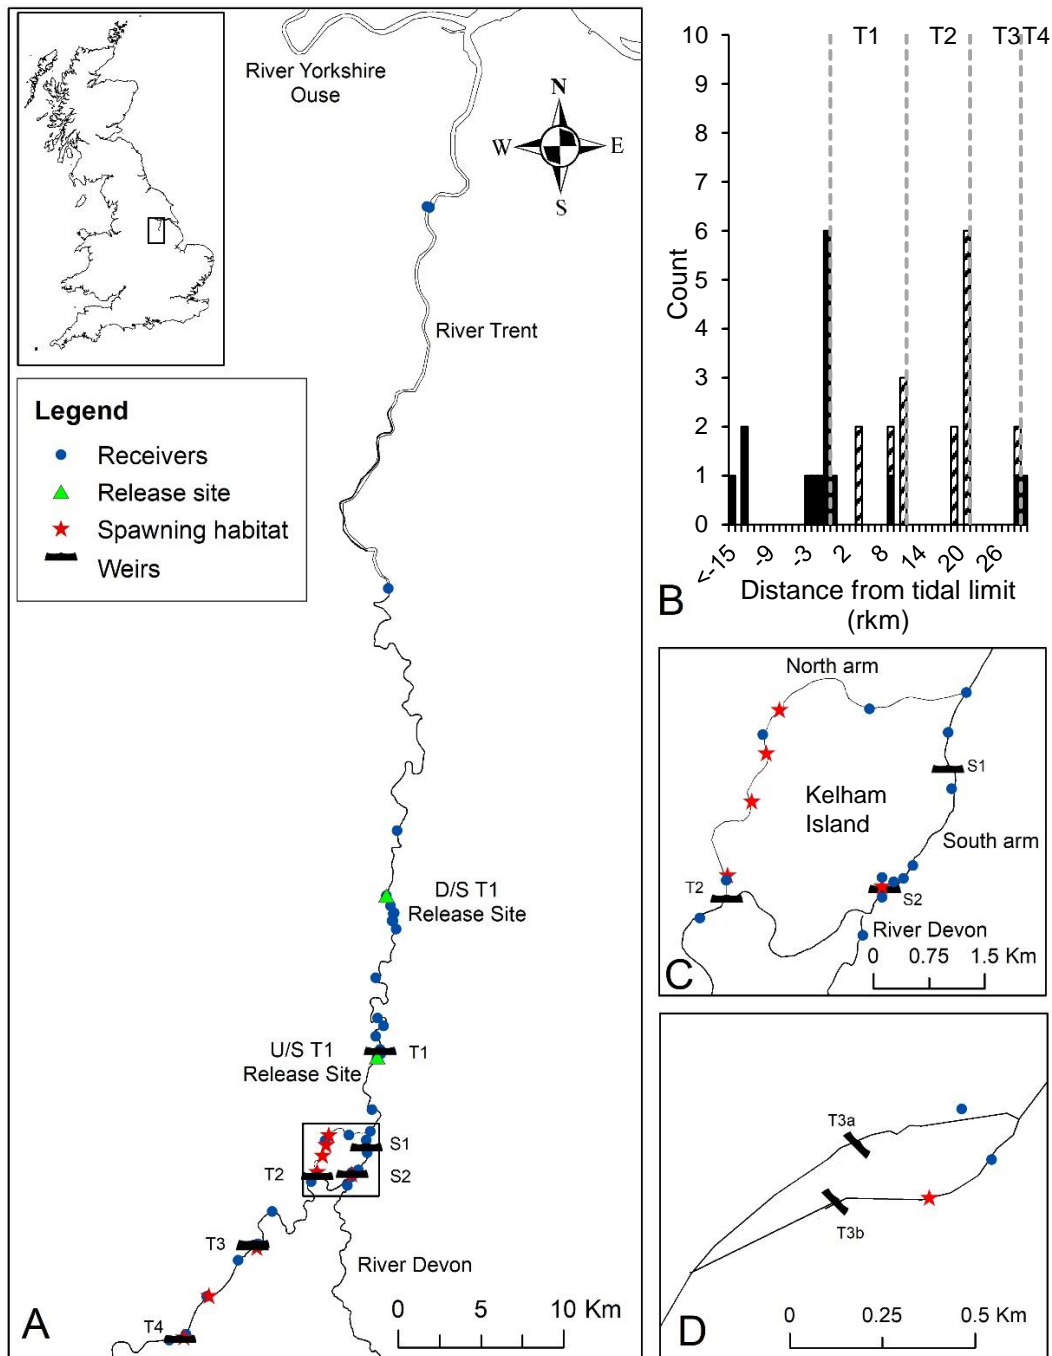 River Yorkshire
Ouse
N
W
E
S
River Trent
Legend
Receivers
Release site
Spawning habitat
Weirs
D/S T1
Release Site
U/S T1
Release Site
T1
S1
S2
T2
T3
T4
River Devon
0 5 10 Km
A
T1 T2 T3 T4
10
9
8
7
6
5
4
3
2
1
0
Count
<-15 -9 -3 2 8 14 20 26
Distance from tidal limit
(rkm)
B
North arm
S1
Kelham
Island
South arm
T2
S2
River Devon
0 0.75 1.5 Km
C
T3a
T3b
0 0.25 0.5 Km
D